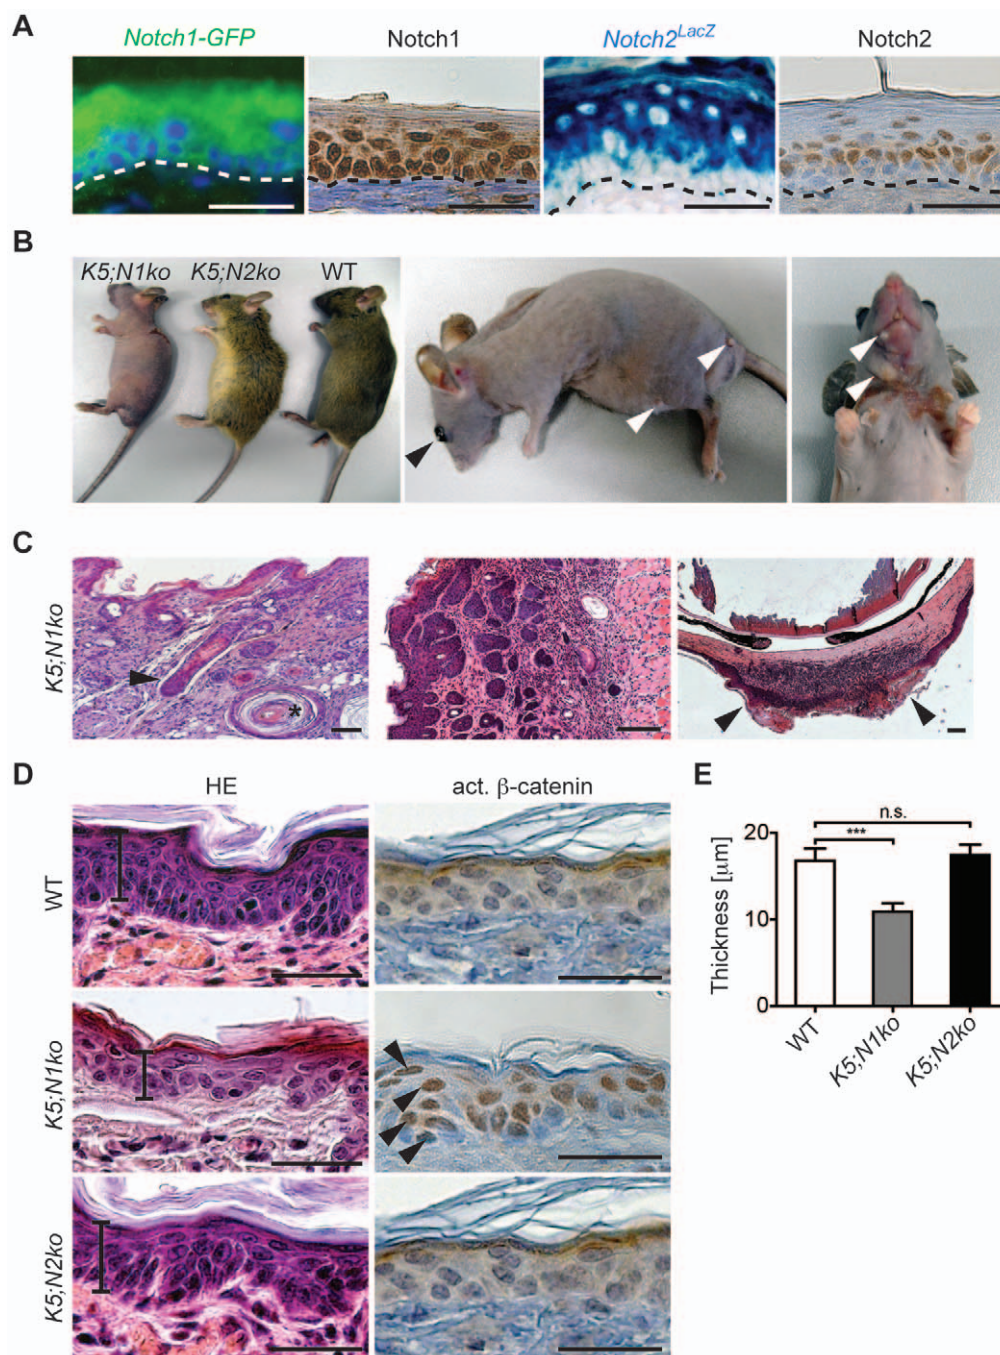 A
Notch1-GFP Notch1 Notch2LacZ Notch2
B
K5;N1ko K5;N2ko WT
C
K5;N1ko
*
D
HE act. β-catenin
WT
K5;N1ko
K5;N2ko
E
n.s.
***
20
10
0
Thickness [μm]
WT
K5;N1ko
K5;N2ko